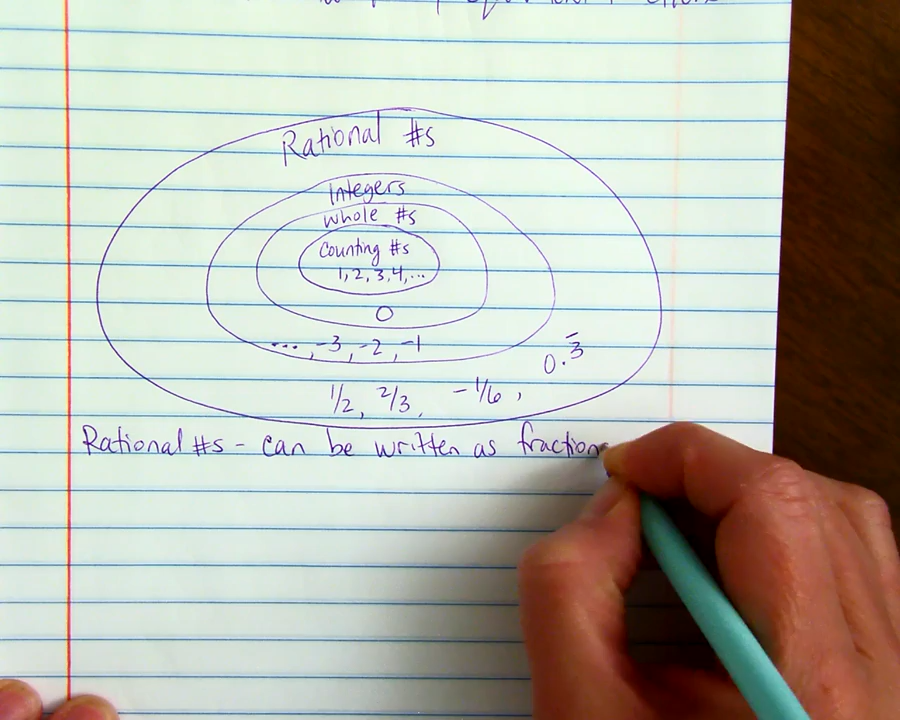 Rational #s
Integers
whole #s
Counting #s
1, 2, 3, 4, ...
0
..., -3, -2, -1
0.3̅
1/2, 2/3, -1/6,
Rational #s - can be written as fraction